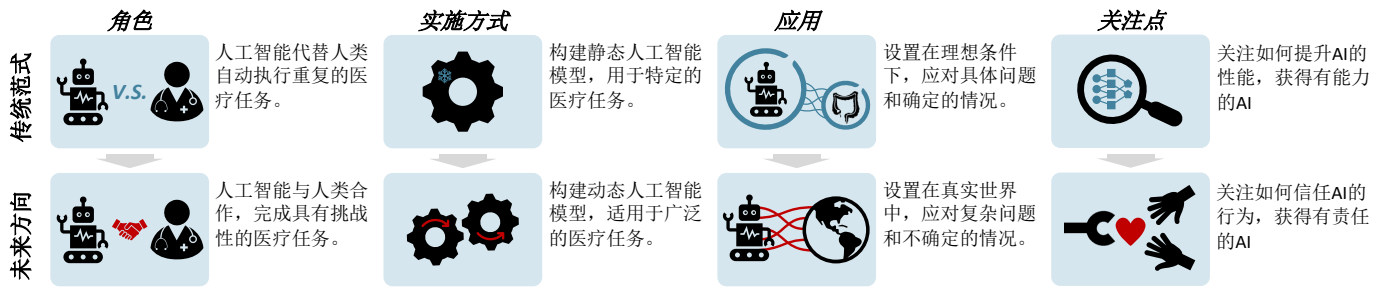 角色
实施方式
应用
关注点
传统范式
V.S.
人工智能代替人类
自动执行重复的医
疗任务。
构建静态人工智能
模型，用于特定的
医疗任务。
设置在理想条件
下，应对具体问题
和确定的情况。
关注如何提升AI的
性能，获得有能力
的AI
未来方向
人工智能与人类合
作，完成具有挑战
性的医疗任务。
构建动态人工智能
模型，适用于广泛
的医疗任务。
设置在真实世界
中，应对复杂问题
和不确定的情况。
关注如何信任AI的
行为，获得有责任
的AI